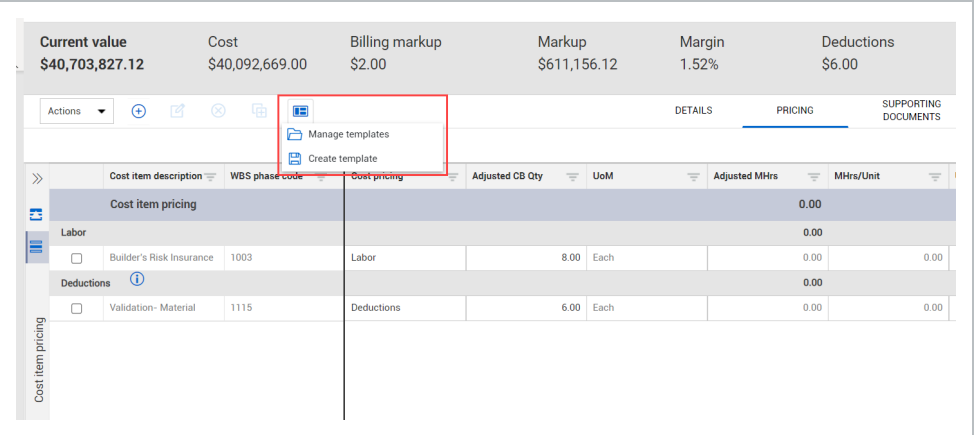 Current value Cost Billing markup Markup Margin Deductions
$40,703,827.12 $40,092,669.00 $2.00 $611,156.12 1.52% $6.00
Actions DETAILS PRICING SUPPORTING
DOCUMENTS
Manage templates
Create template
Cost item description WBS phase code Cost pricing Adjusted CB Qty UoM Adjusted MHrs MHrs/Unit
Cost item pricing 0.00
Labor 0.00
Builder's Risk Insurance 1003 Labor 8.00 Each 0.00 0.00
Deductions 0.00
Validation- Material 1115 Deductions 6.00 Each 0.00 0.00
Cost item pricing